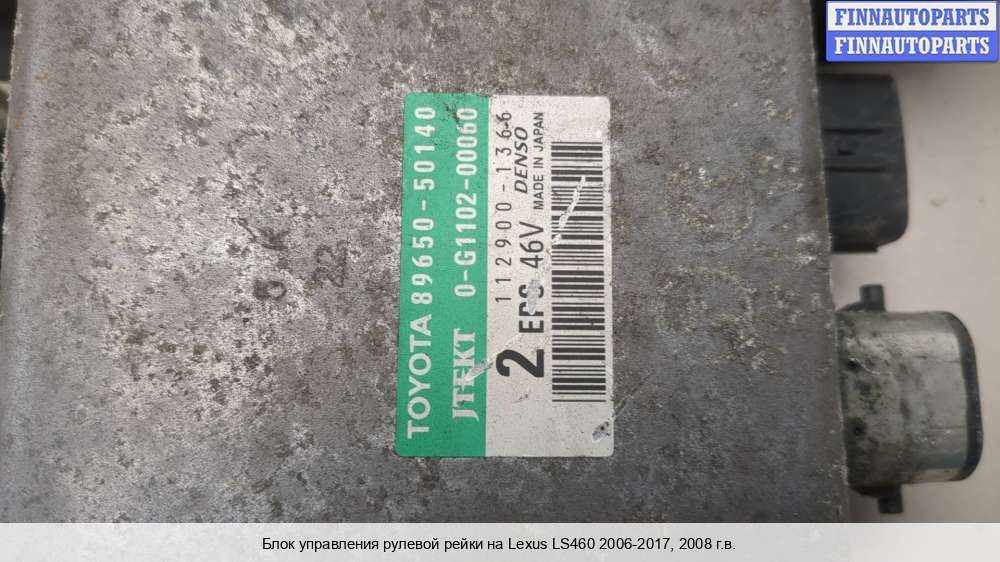 FINNAUTOPARTS
FINNAUTOPARTS
TOYOTA 89650-50140
JTEKT 0-G1102-00060
112900-1366
2 EPS 46V DENSO
MADE IN JAPAN
22
Блок управления рулевой рейки на Lexus LS460 2006-2017, 2008 г.в.